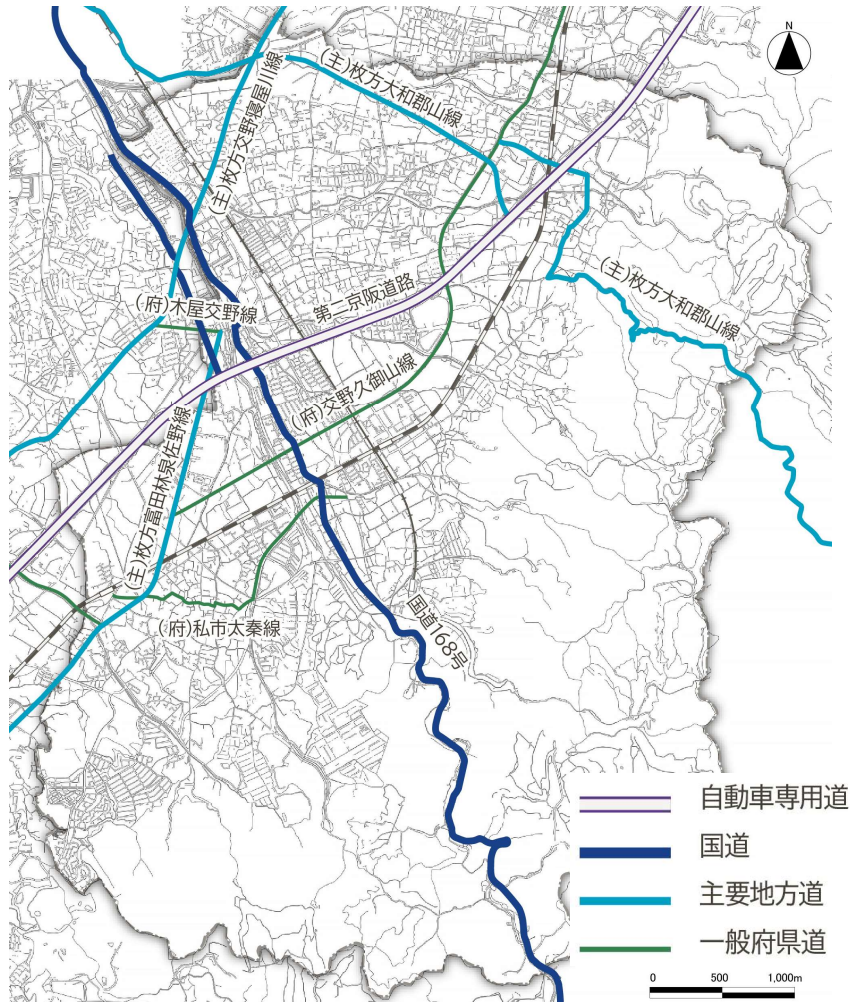 N
(主)枚方大和郡山線
(主)枚方交野寝屋川線
(主)枚方大和郡山線
第二京阪道路
(府)木屋交野線
(府)交野久御山線
(主)枚方富田林泉佐野線
(府)私市太秦線
国道168号
自動車専用道
国道
主要地方道
一般府県道
0 500 1,000m